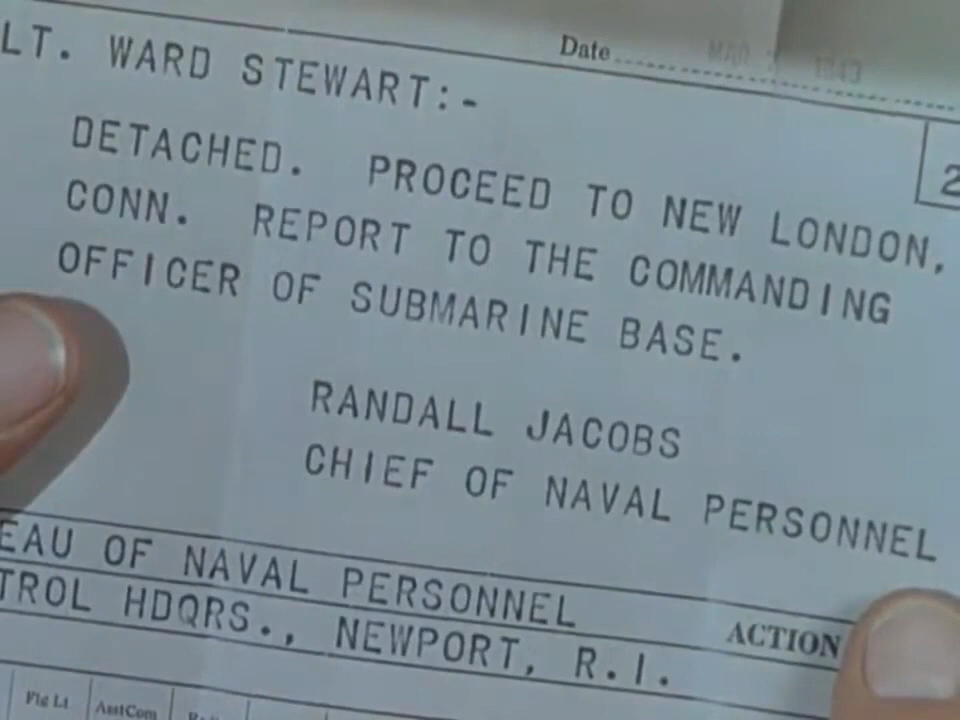 Date
LT. WARD STEWART:-
DETACHED. PROCEED TO NEW LONDON,
CONN. REPORT TO THE COMMANDING
OFFICER OF SUBMARINE BASE.
2
RANDALL JACOBS
CHIEF OF NAVAL PERSONNEL
EAU OF NAVAL PERSONNEL
TROL HDQRS., NEWPORT, R.I.
ACTION
Flg Lt AsstCom